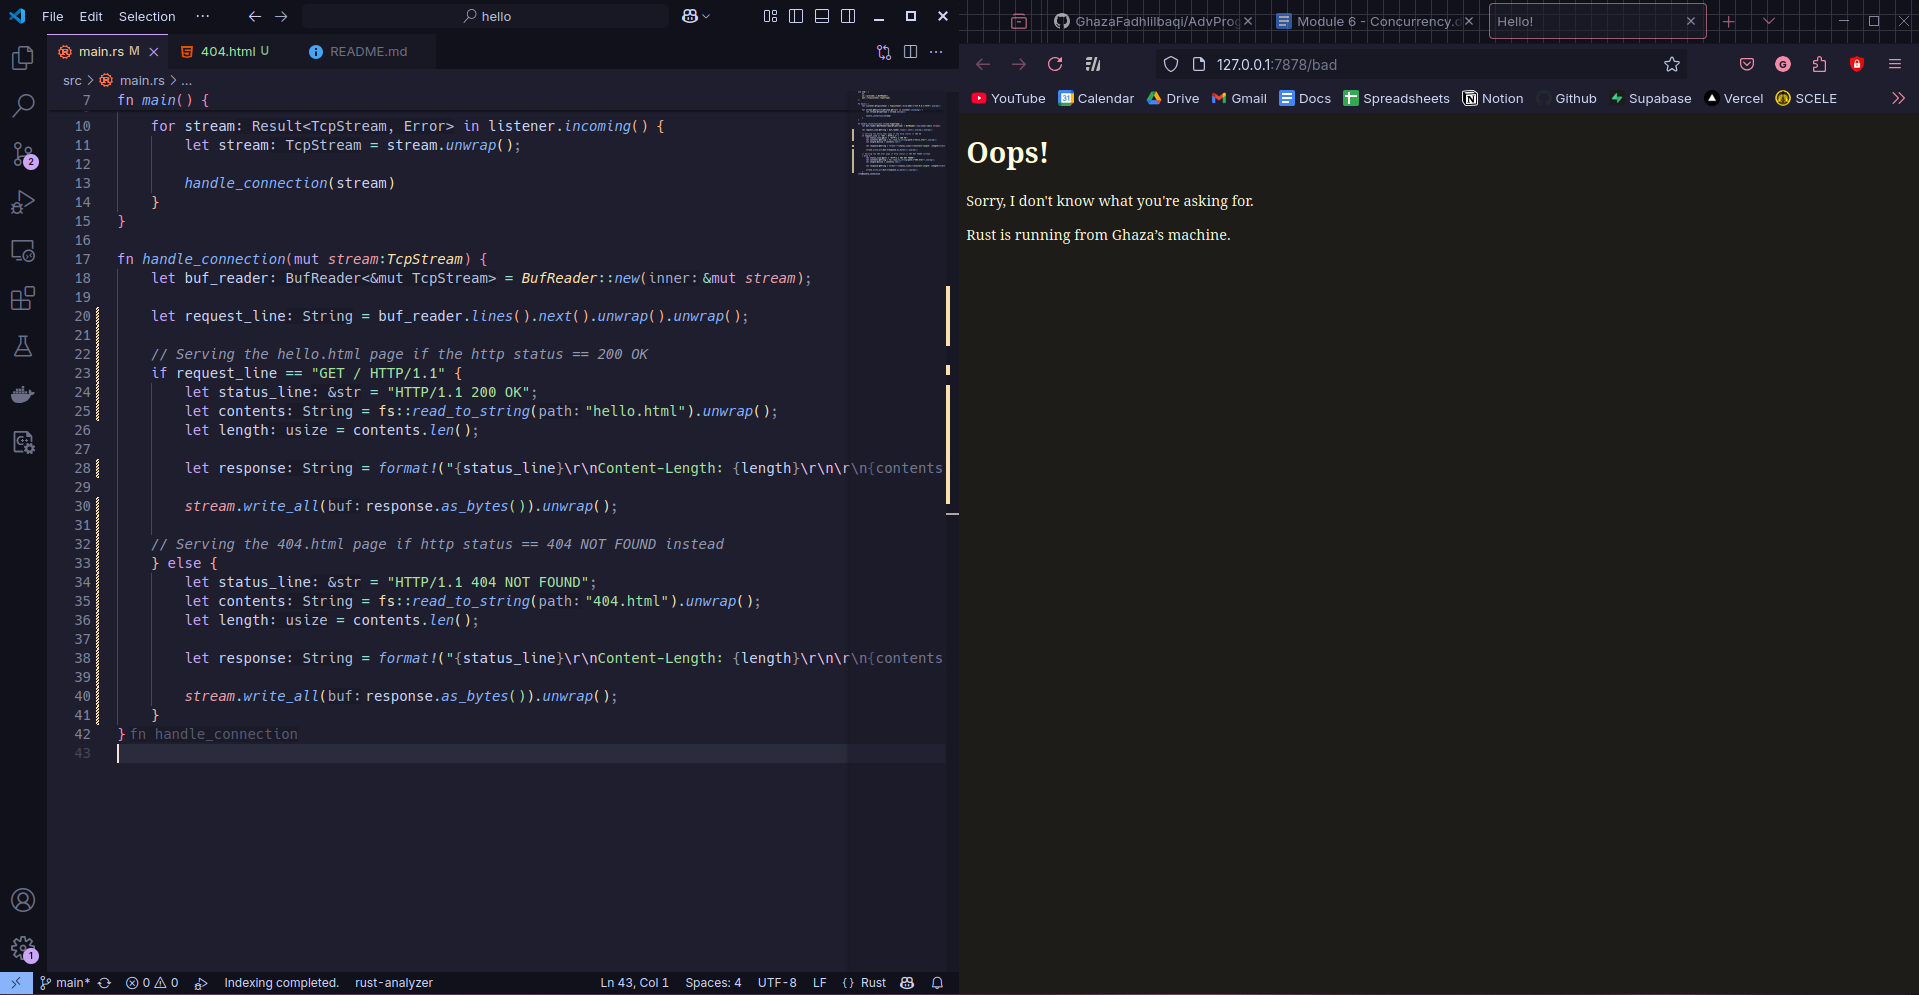 File Edit Selection ··· hello
main.rs M 404.html U README.md
src > main.rs > ...
7 fn main() {
10 for stream: Result<TcpStream, Error> in listener.incoming() {
11 let stream: TcpStream = stream.unwrap();
12
13 handle_connection(stream)
14 }
15 }
16
17 fn handle_connection(mut stream:TcpStream) {
18 let buf_reader: BufReader<&mut TcpStream> = BufReader::new(inner: &mut stream);
19
20 let request_line: String = buf_reader.lines().next().unwrap().unwrap();
21
22 // Serving the hello.html page if the http status == 200 OK
23 if request_line == "GET / HTTP/1.1" {
24 let status_line: &str = "HTTP/1.1 200 OK";
25 let contents: String = fs::read_to_string(path: "hello.html").unwrap();
26 let length: usize = contents.len();
27
28 let response: String = format!("{status_line}\r\nContent-Length: {length}\r\n\r\n{contents
29
30 stream.write_all(buf: response.as_bytes()).unwrap();
31
32 // Serving the 404.html page if http status == 404 NOT FOUND instead
33 } else {
34 let status_line: &str = "HTTP/1.1 404 NOT FOUND";
35 let contents: String = fs::read_to_string(path: "404.html").unwrap();
36 let length: usize = contents.len();
37
38 let response: String = format!("{status_line}\r\nContent-Length: {length}\r\n\r\n{contents
39
40 stream.write_all(buf: response.as_bytes()).unwrap();
41 }
42 } fn handle_connection
43
2
1
main* 0 0 Indexing completed. rust-analyzer Ln 43, Col 1 Spaces: 4 UTF-8 LF {} Rust
GhazaFadhlilbaqi/AdvProg Module 6 - Concurrency.d Hello!
127.0.0.1:7878/bad
YouTube Calendar Drive Gmail Docs Spreadsheets Notion Github Supabase Vercel SCELE
Oops!
Sorry, I don't know what you're asking for.
Rust is running from Ghaza’s machine.